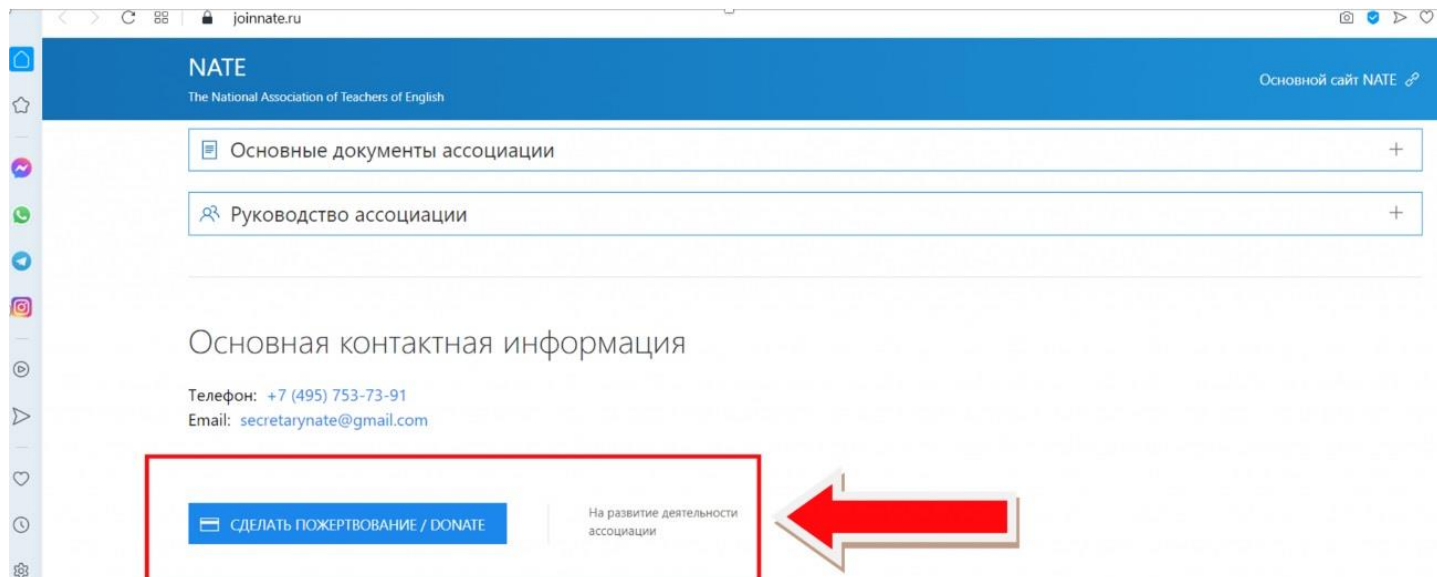 joinnate.ru
NATE
The National Association of Teachers of English
Основной сайт NATE
Основные документы ассоциации
Руководство ассоциации
Основная контактная информация
Телефон: +7 (495) 753-73-91
Email: secretarynate@gmail.com
СДЕЛАТЬ ПОЖЕРТВОВАНИЕ / DONATE
На развитие деятельности
ассоциации